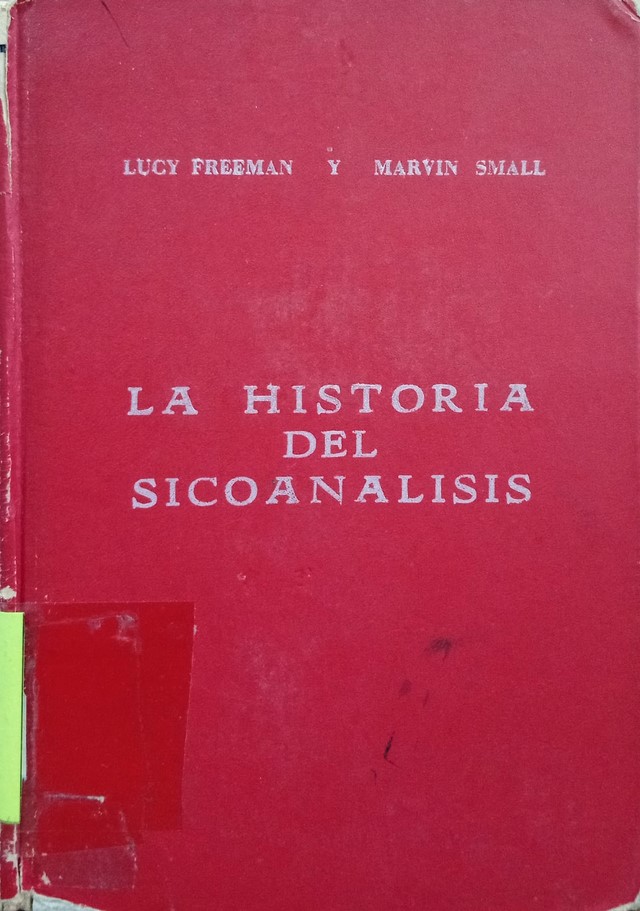 LUCY FREEMAN Y MARVIN SMALL
LA HISTORIA
DEL
SICOANALISIS